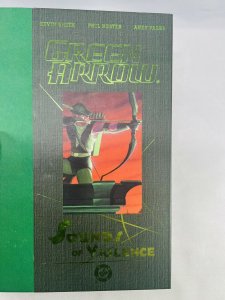 KEVIN SMITH PHIL HESTER ANDE PARKS
GREEN
ARROW
SOUNDS
OF VIOLENCE
DC